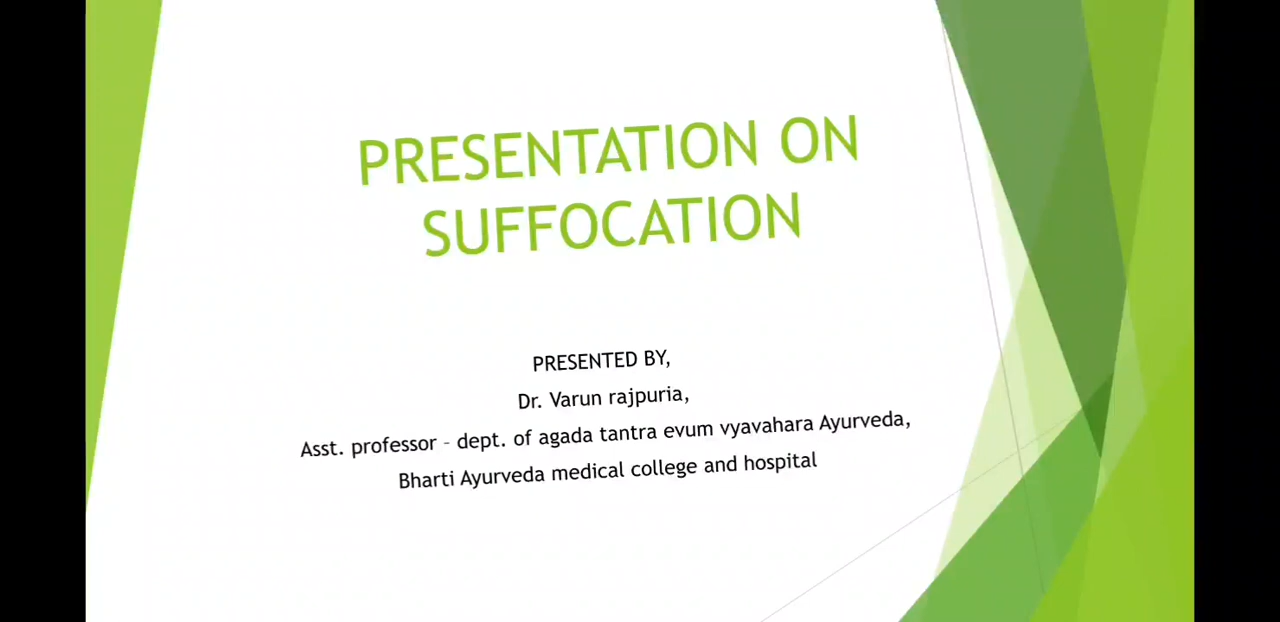 PRESENTATION ON
SUFFOCATION
PRESENTED BY,
Dr. Varun rajpuria,
Asst. professor – dept. of agada tantra evum vyavahara Ayurveda,
Bharti Ayurveda medical college and hospital